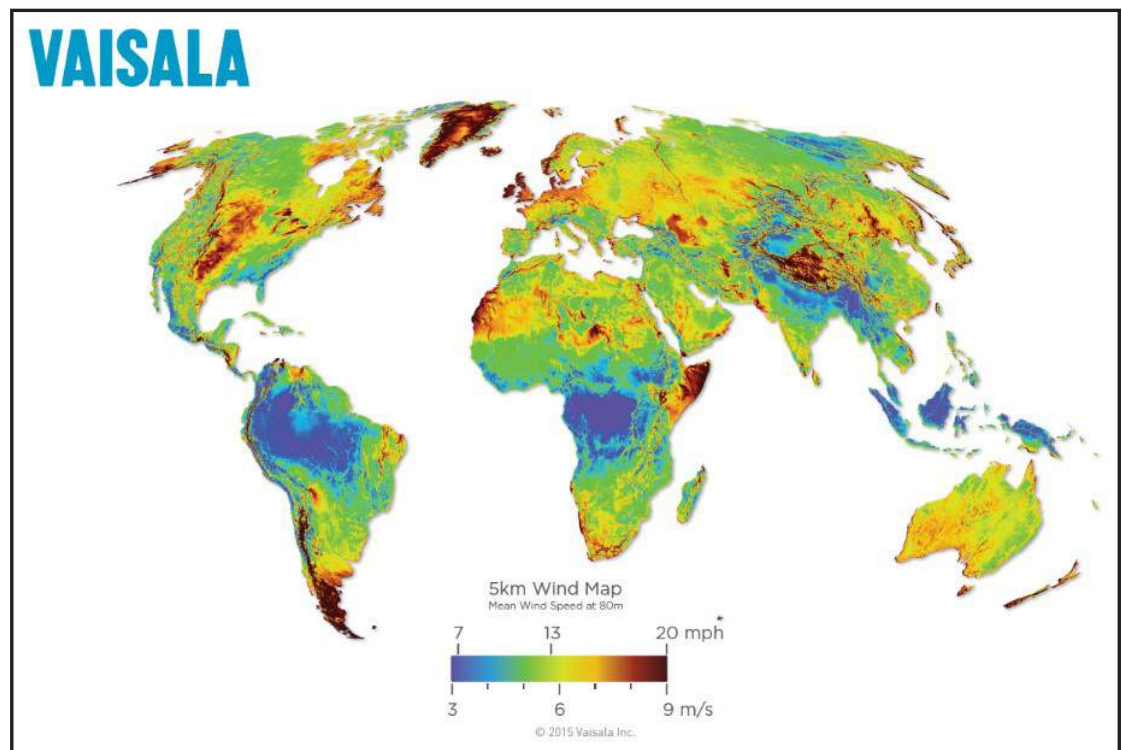 VAISALA
5km Wind Map
Mean Wind Speed at 80m
7 13 20 mph
3 6 9 m/s
© 2015 Vaisala Inc.